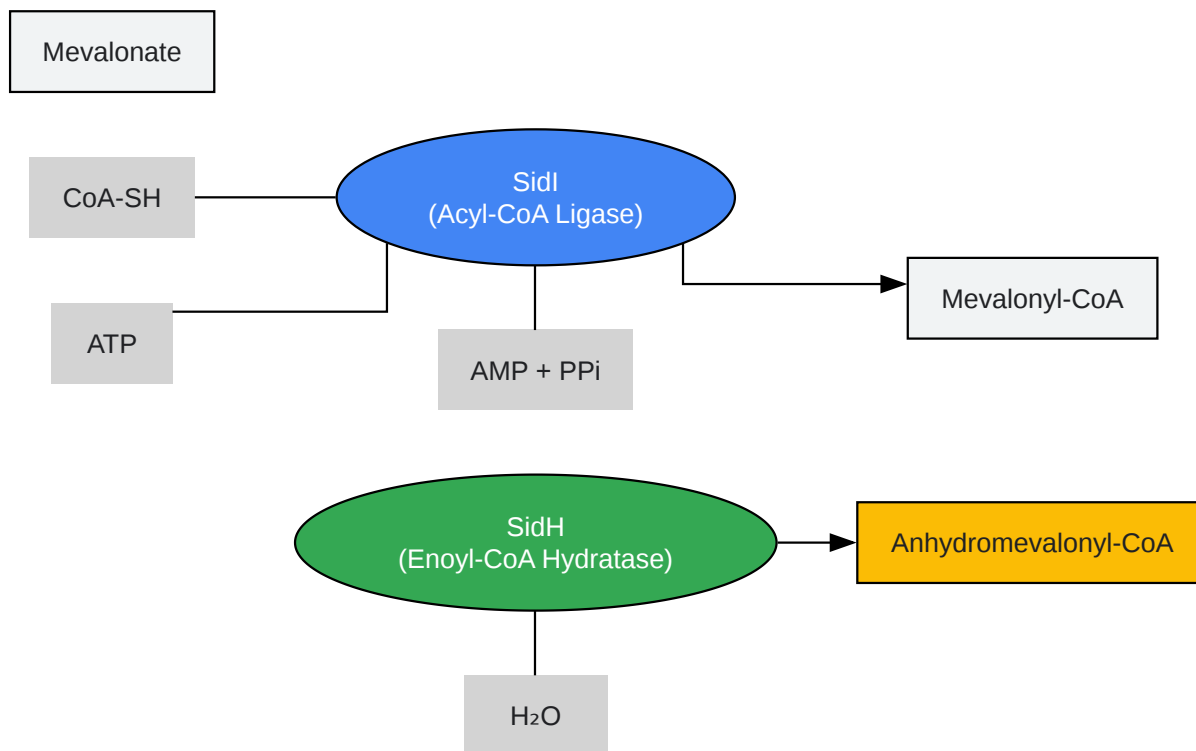 Mevalonate
SidI
(Acyl-CoA Ligase)
CoA-SH
Mevalonyl-CoA
ATP
AMP + PPi
SidH
(Enoyl-CoA Hydratase)
Anhydromevalonyl-CoA
H₂O